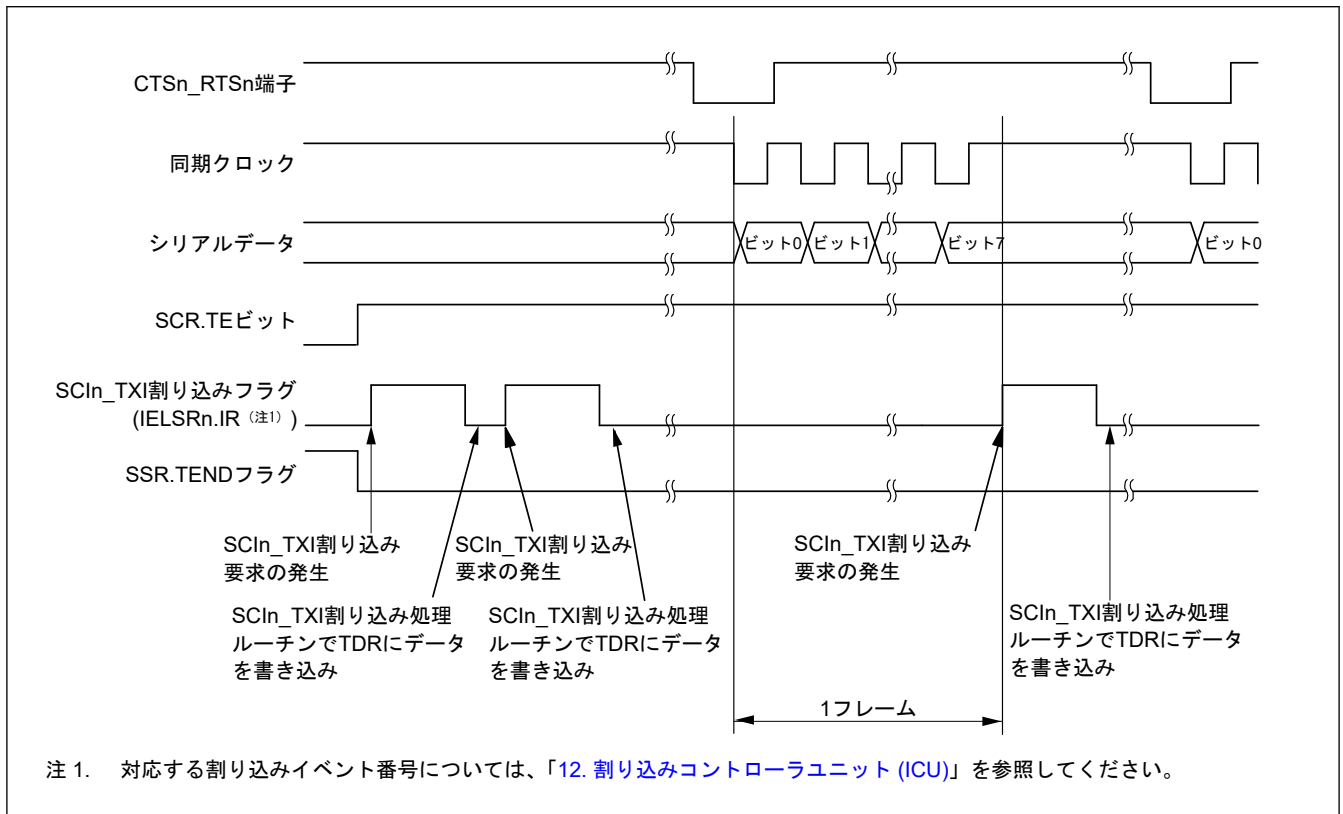 CTSn_RTSn端子
同期クロック
シリアルデータ
ビット0
ビット1
ビット7
ビット0
SCR.TEビット
SCIn_TXI割り込みフラグ
(IELSRn.IR（注1）)
SSR.TENDフラグ
SCIn_TXI割り込み
要求の発生
SCIn_TXI割り込み
要求の発生
SCIn_TXI割り込み
要求の発生
SCIn_TXI割り込み処理
ルーチンでTDRにデータ
を書き込み
SCIn_TXI割り込み処理
ルーチンでTDRにデータ
を書き込み
SCIn_TXI割り込み処理
ルーチンでTDRにデータ
を書き込み
1フレーム
注 1. 対応する割り込みイベント番号については、「12. 割り込みコントローラユニット (ICU)」を参照してください。